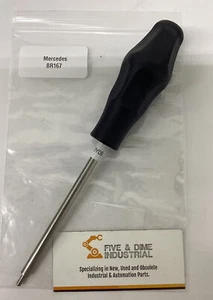 Mercedes
BR167
FIVE & DIME
INDUSTRIAL
Specializing in New, Used and Obsolete
Industrial & Automation Parts.